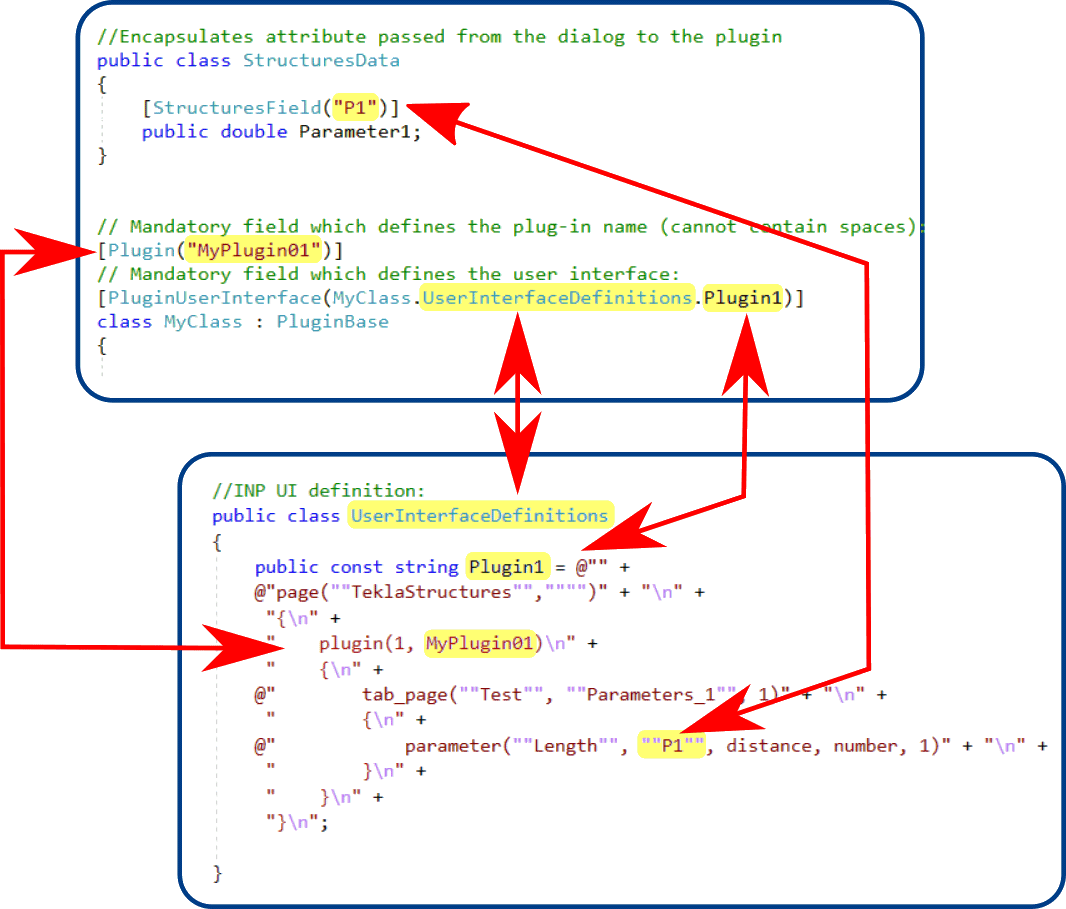 //Encapsulates attribute passed from the dialog to the plugin
public class StructuresData
{
[StructuresField("P1")]
public double Parameter1;
}
// Mandatory field which defines the plug-in name (cannot contain spaces):
[Plugin("MyPlugin01")]
// Mandatory field which defines the user interface:
[PluginUserInterface(MyClass.UserInterfaceDefinitions.Plugin1)]
class MyClass : PluginBase
{
//INP UI definition:
public class UserInterfaceDefinitions
{
public const string Plugin1 = @"" +
@"page(""TeklaStructures"","""")" + "\n" +
"{\n" +
"    plugin(1, MyPlugin01)\n" +
"    {\n" +
@"        tab_page(""Test"", ""Parameters_1"", 1)" + "\n" +
"        {\n" +
@"            parameter(""Length"", ""P1"", distance, number, 1)" + "\n" +
"        }\n" +
"    }\n" +
"}\n";
}